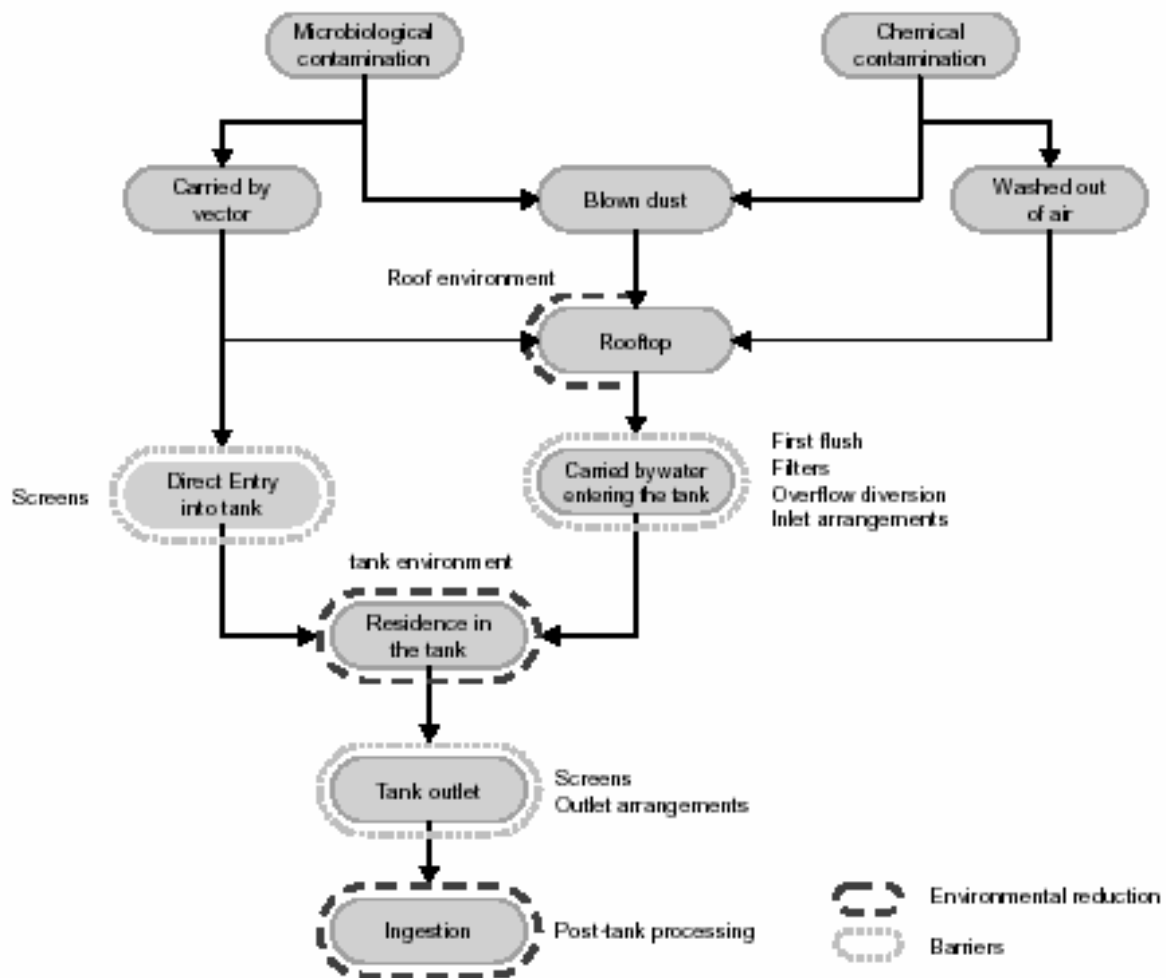 Microbiological
contamination
Chemical
contamination
Carried by
vector
Blown dust
Washed out
of air
Roof environment
Rooftop
Screens
Direct Entry
into tank
Carried by water
entering the tank
First flush
Filters
Overflow diversion
Inlet arrangements
tank environment
Residence in
the tank
Tank outlet
Screens
Outlet arrangements
Ingestion
Post-tank processing
Environmental reduction
Barriers